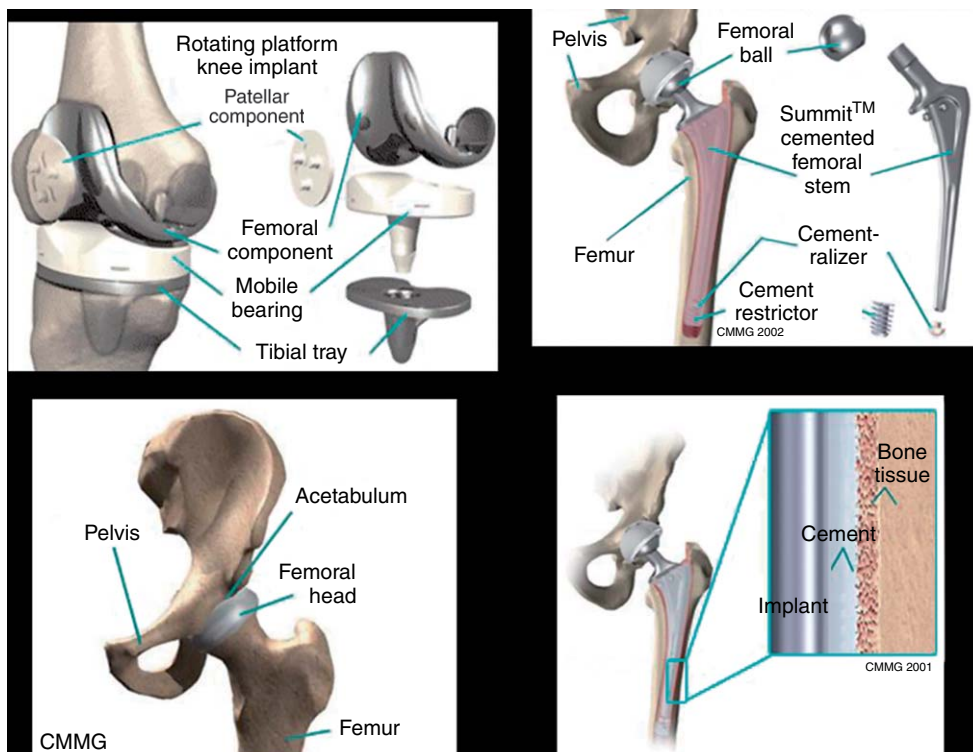 Rotating platform
knee implant
Patellar
component
Femoral
component
Mobile
bearing
Tibial tray
Pelvis
Femoral
ball
Summit™
cemented
femoral
stem
Femur
Cement-
ralizer
Cement
restrictor
CMMG 2002
Acetabulum
Pelvis
Femoral
head
Femur
CMMG
Bone
tissue
Cement
Implant
CMMG 2001